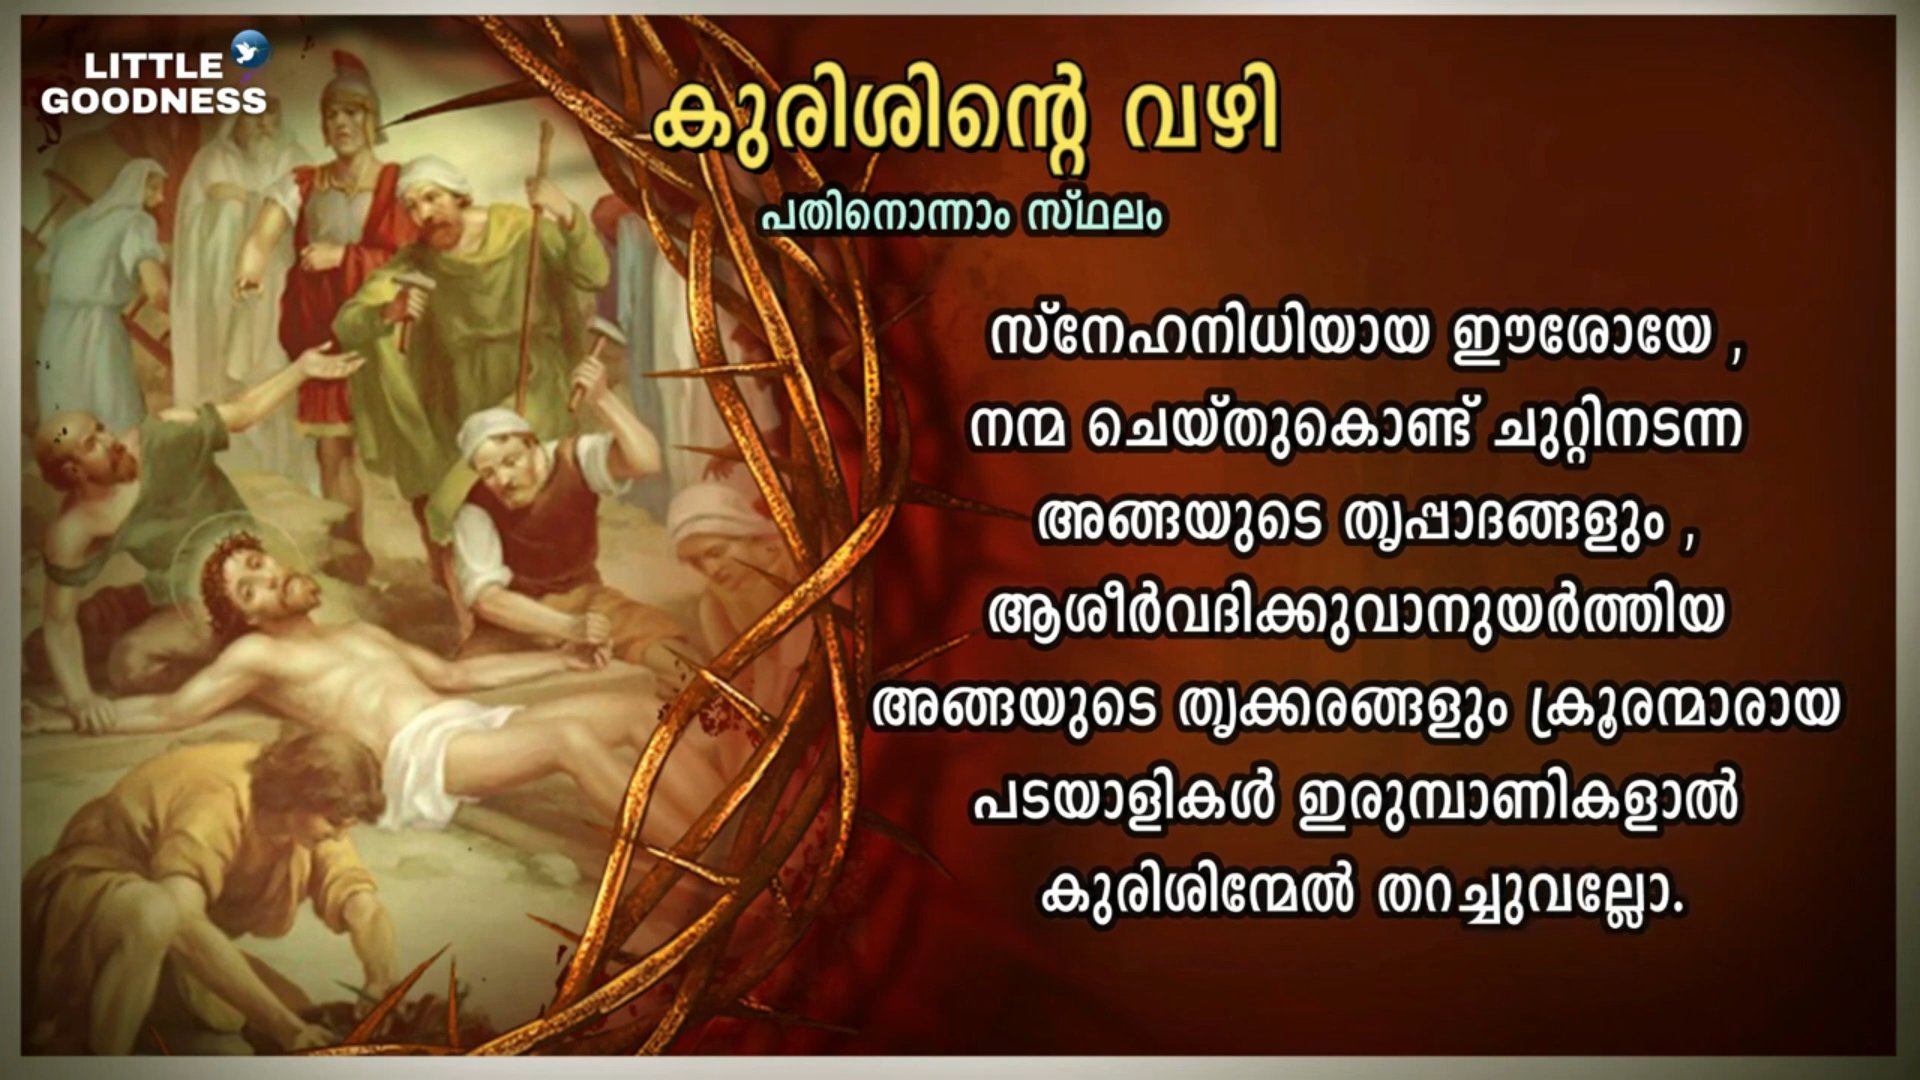 LITTLE
GOODNESS
കുരിശിന്റെ വഴി
പതിനൊന്നാം സ്ഥലം
സ്നേഹനിധിയായ ഈശോയേ ,
നന്മ ചെയ്തുകൊണ്ട് ചുറ്റിനടന്ന
അങ്ങയുടെ തൃപ്പാദങ്ങളും ,
ആശീർവദിക്കുവാനുയർത്തിയ
അങ്ങയുടെ തൃക്കരങ്ങളും ക്രൂരന്മാരായ
പടയാളികൾ ഇരുമ്പാണികളാൽ
കുരിശിന്മേൽ തറച്ചുവല്ലോ.